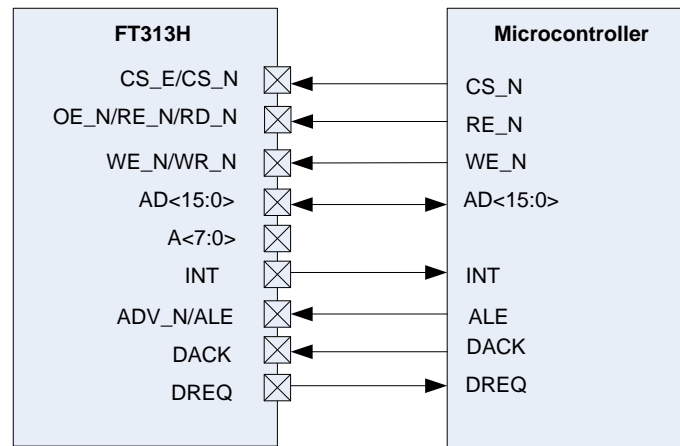 FT313H Microcontroller
CS_E/CS_N CS_N
OE_N/RE_N/RD_N RE_N
WE_N/WR_N WE_N
AD<15:0> AD<15:0>
A<7:0>
INT INT
ADV_N/ALE ALE
DACK DACK
DREQ DREQ